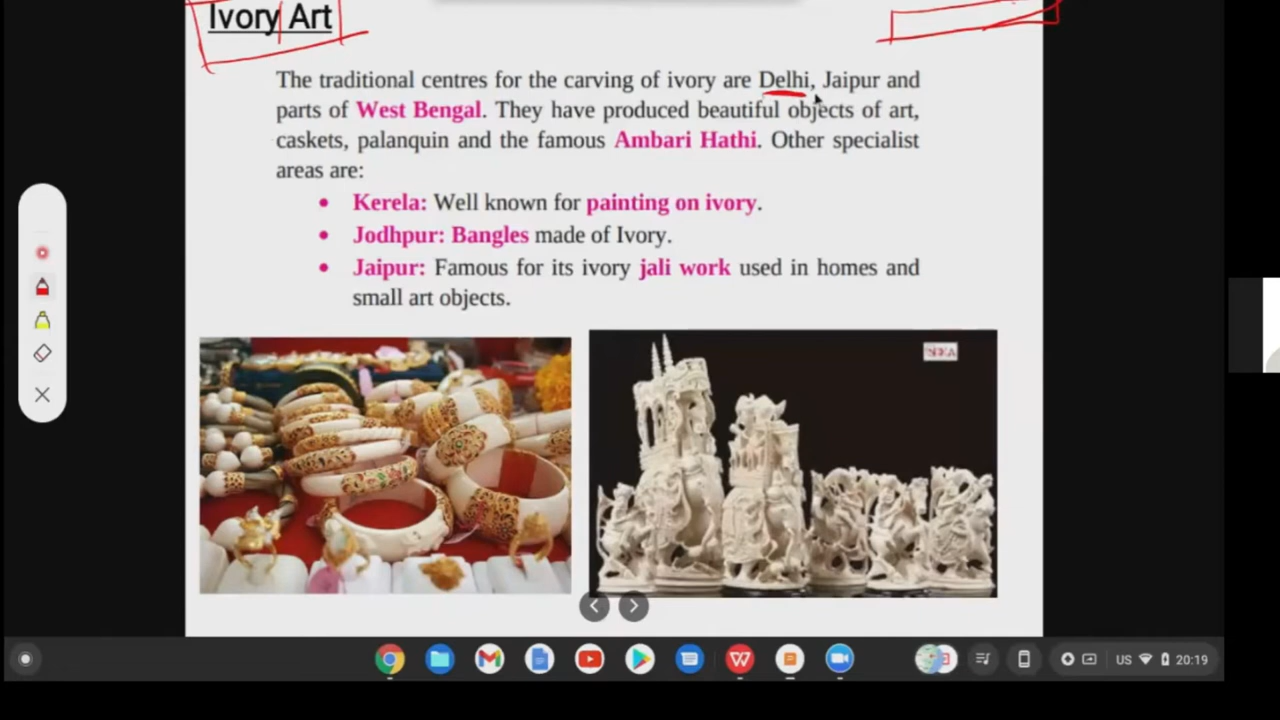 Ivory Art
The traditional centres for the carving of ivory are Delhi, Jaipur and
parts of West Bengal. They have produced beautiful objects of art,
caskets, palanquin and the famous Ambari Hathi. Other specialist
areas are:
• Kerela: Well known for painting on ivory.
• Jodhpur: Bangles made of Ivory.
• Jaipur: Famous for its ivory jali work used in homes and
small art objects.
INDIA
US 20:19